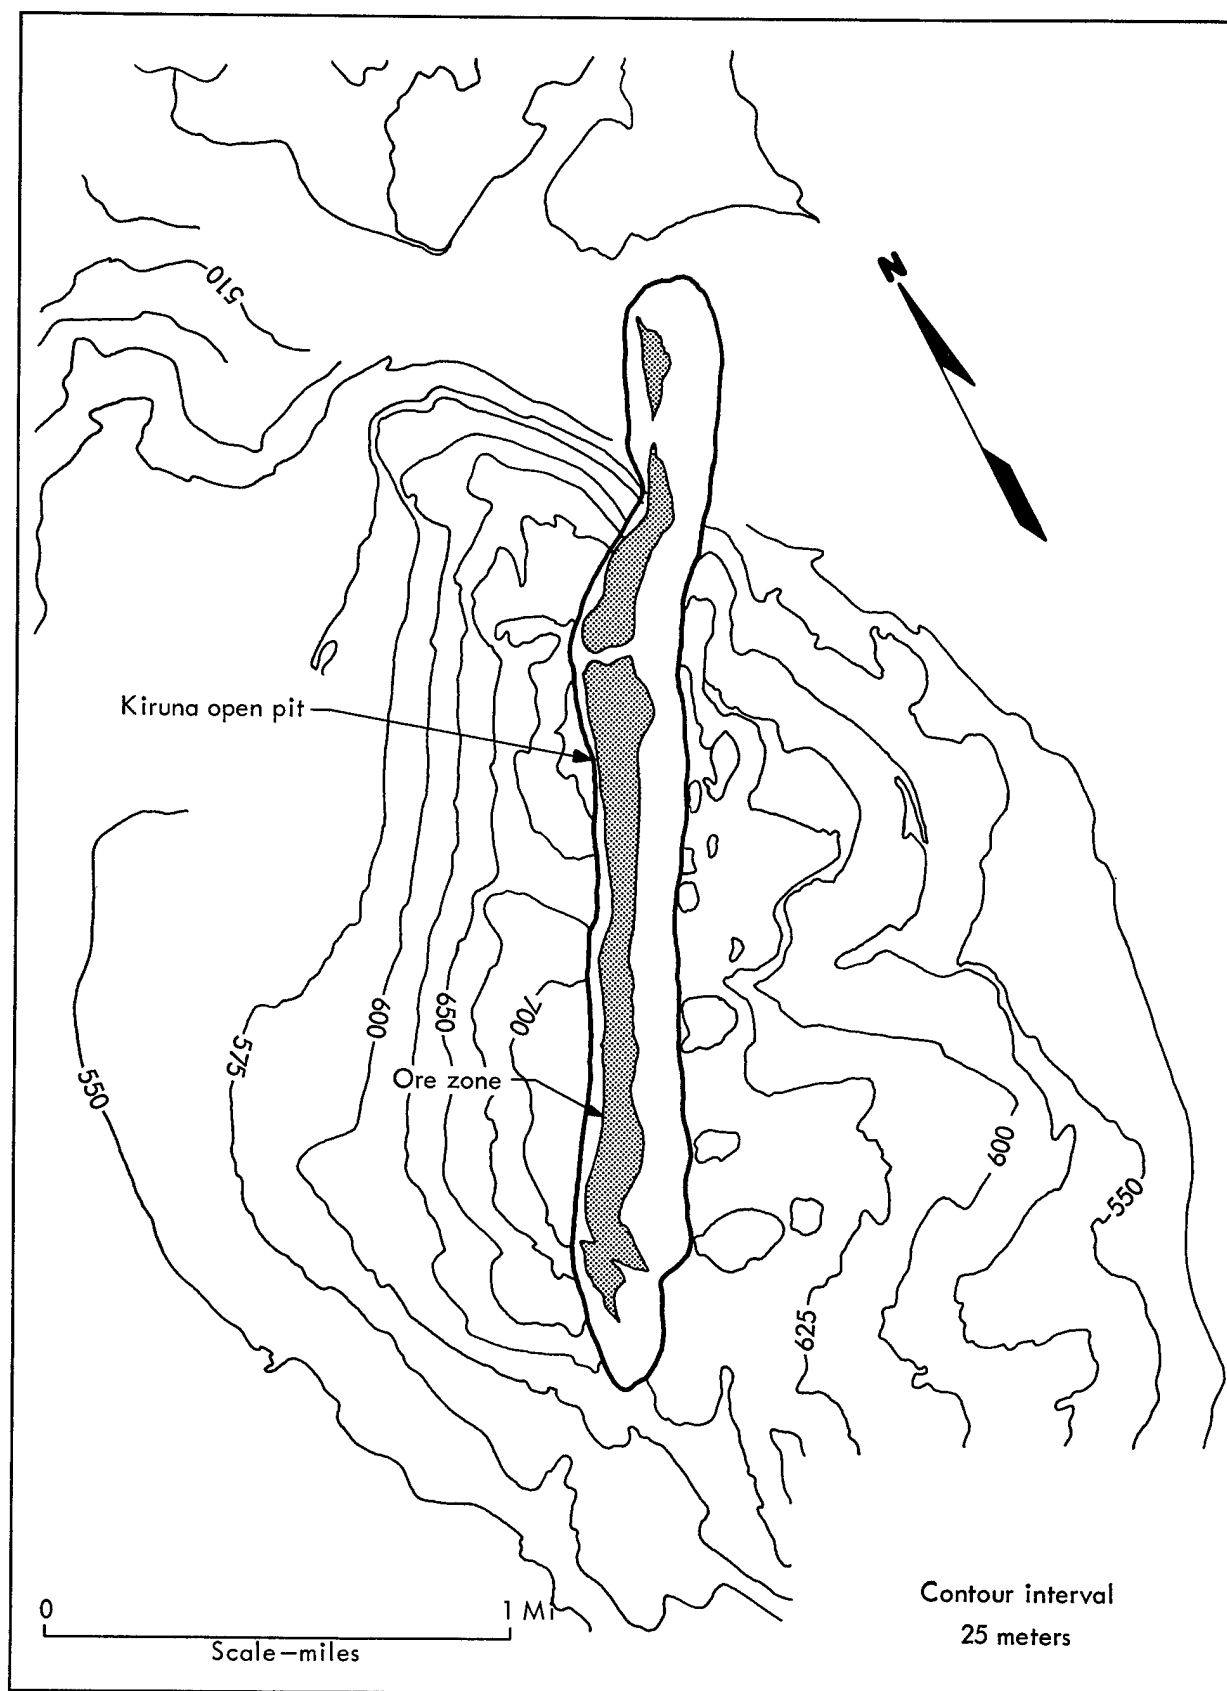 510
N
Kiruna open pit
600
650
700
575
550
Ore zone
600
550
625
0
1 Mi
Scale—miles
Contour interval
25 meters